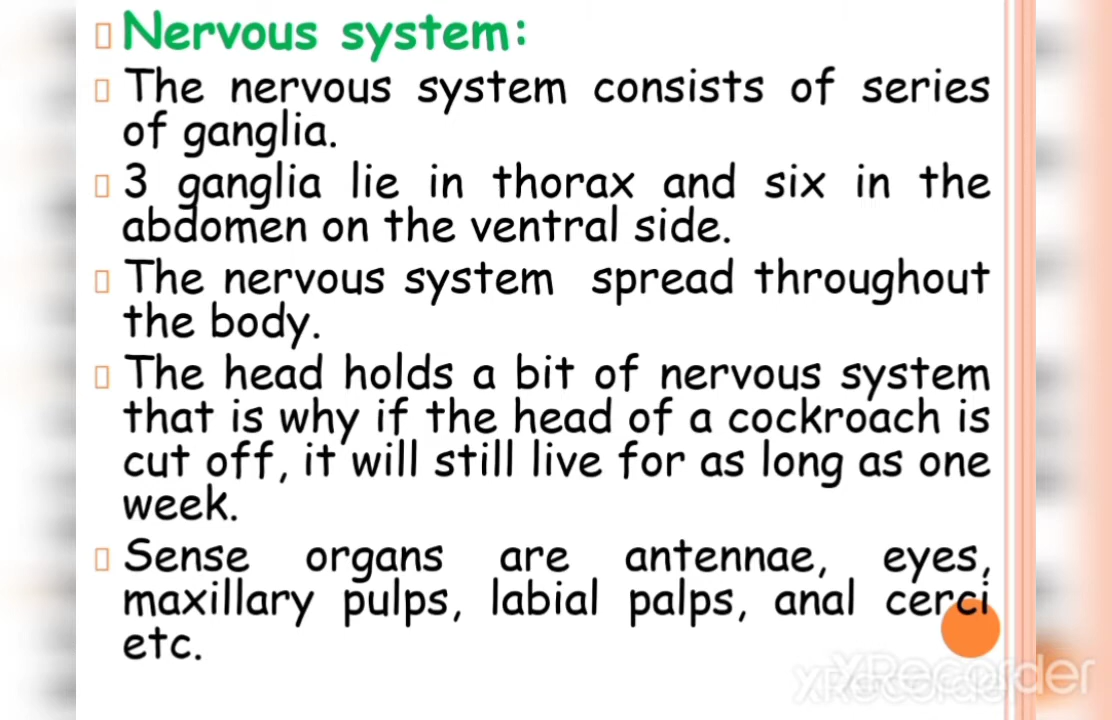 Nervous system:
The nervous system consists of series
of ganglia.
3 ganglia lie in thorax and six in the
abdomen on the ventral side.
The nervous system spread throughout
the body.
The head holds a bit of nervous system
that is why if the head of a cockroach is
cut off, it will still live for as long as one
week.
Sense organs are antennae, eyes,
maxillary pulps, labial palps, anal cerci
etc.
XRecorder
XRecorder